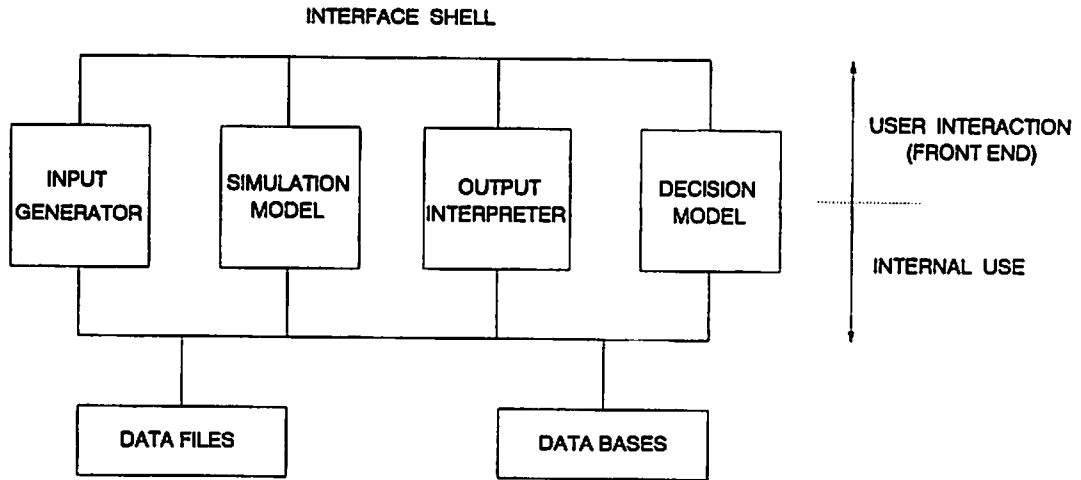 INTERFACE SHELL
INPUT
GENERATOR
SIMULATION
MODEL
OUTPUT
INTERPRETER
DECISION
MODEL
USER INTERACTION
(FRONT END)
INTERNAL USE
DATA FILES
DATA BASES